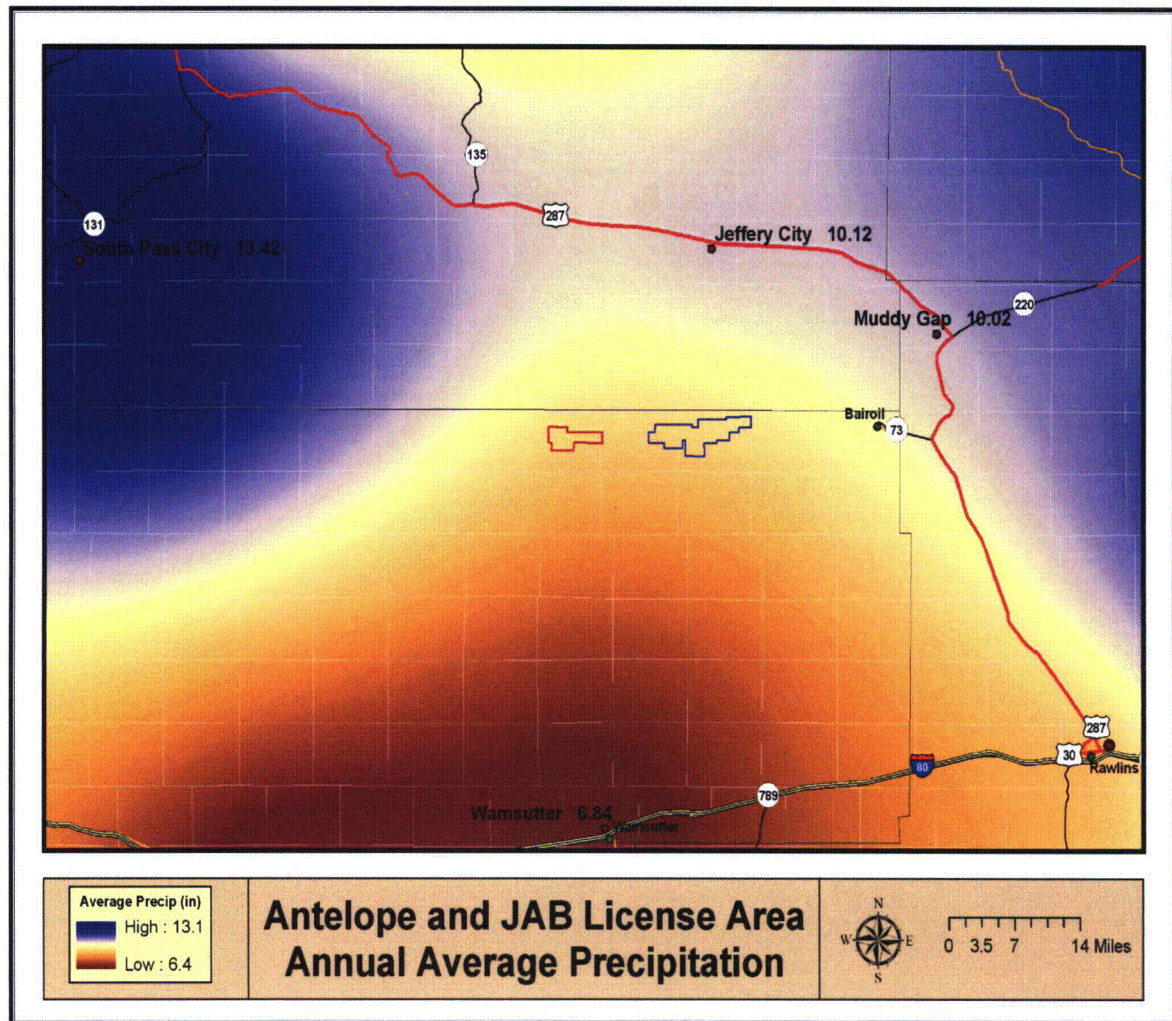 135
131
287
South Pass City 13.42
Jeffery City 10.12
220
Muddy Gap 10.02
Bairoil
73
287
30
Rawlins
80
789
Wamsutter 6.84
Wamsutter
Average Precip (in)
High : 13.1
Low : 6.4
Antelope and JAB License Area
Annual Average Precipitation
N
W E
S
0 3.5 7 14 Miles